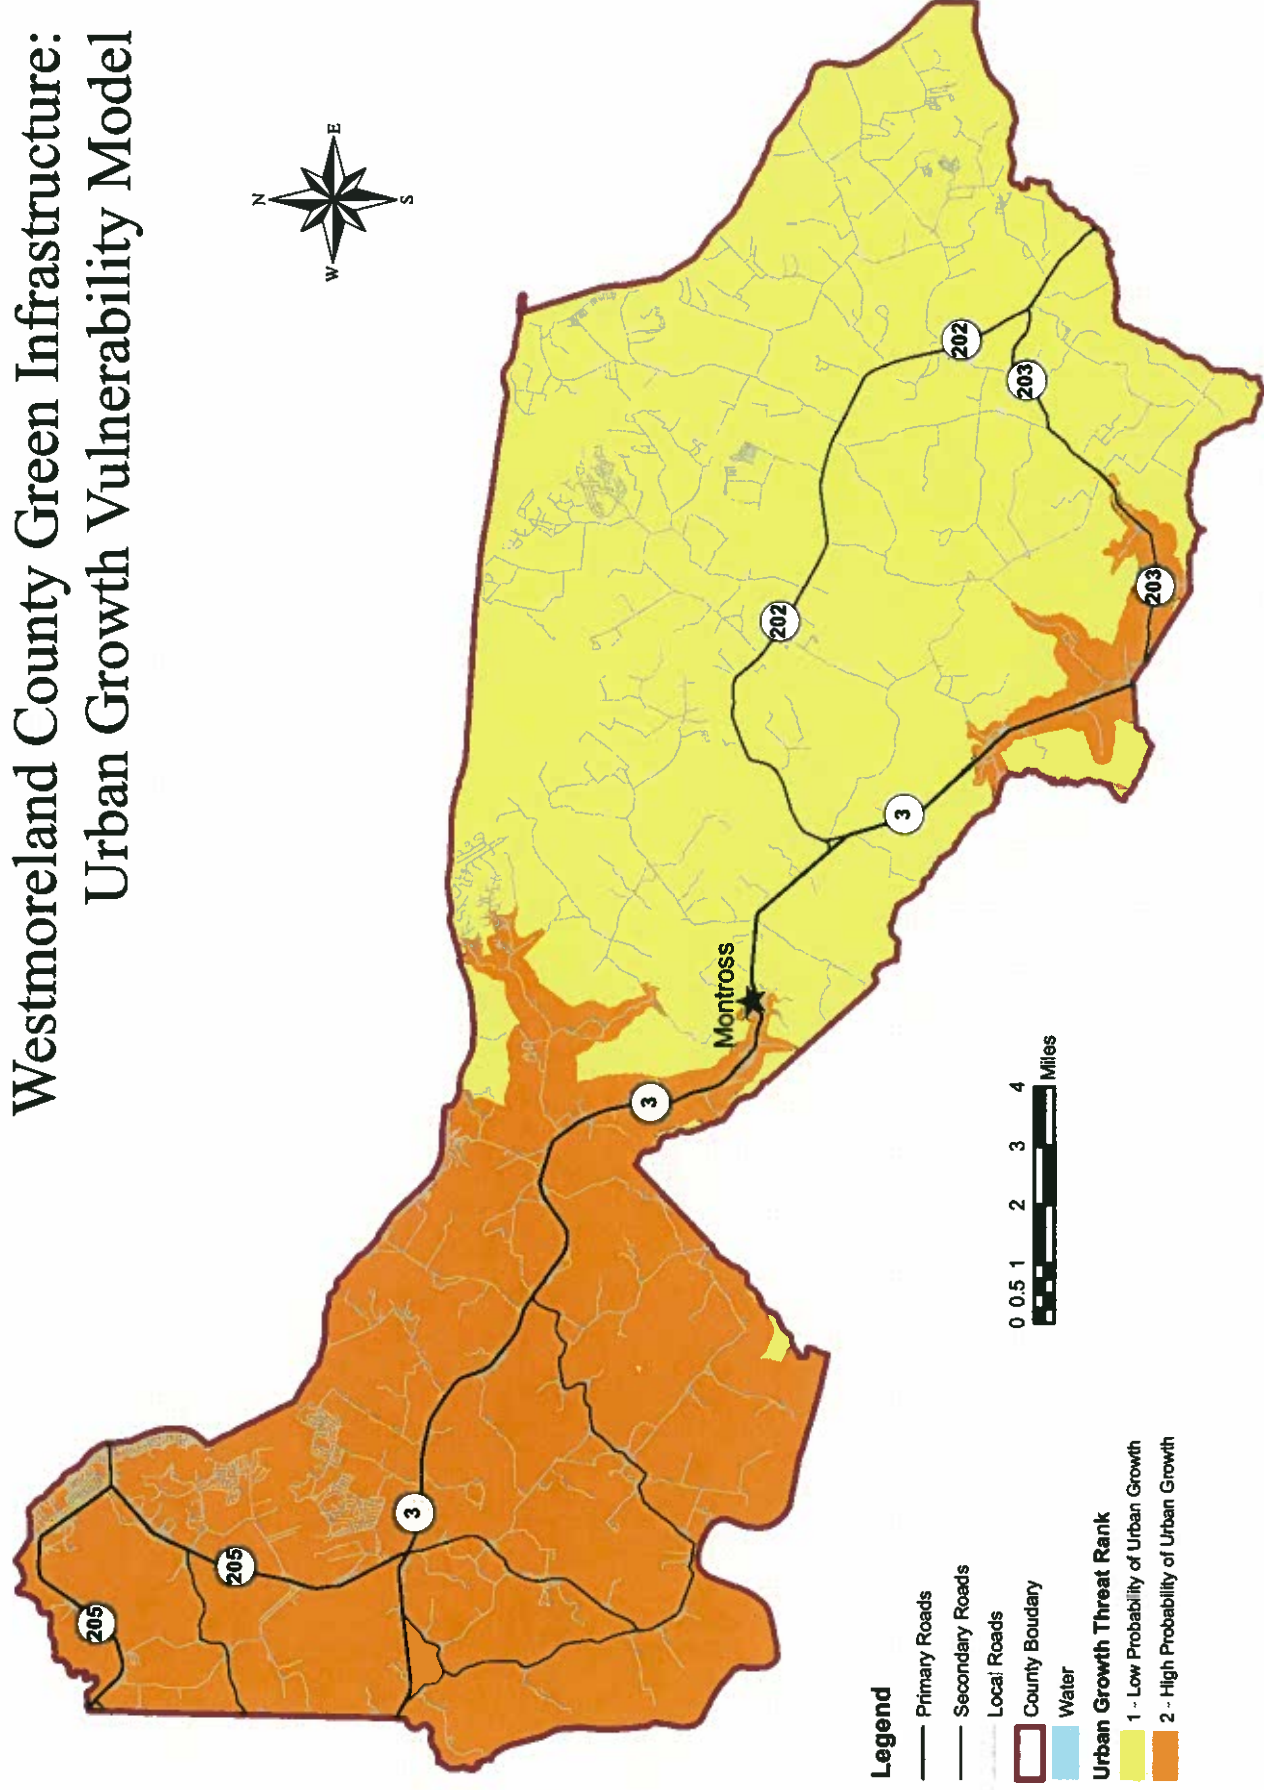 Westmoreland County Green Infrastructure:
Urban Growth Vulnerability Model
N
W
E
S
205
205
3
3
Montross
3
202
202
203
203
0 0.5 1 2 3 4
Miles
Legend
Primary Roads
Secondary Roads
Local Roads
County Boudary
Water
Urban Growth Threat Rank
1 - Low Probability of Urban Growth
2 - High Probability of Urban Growth